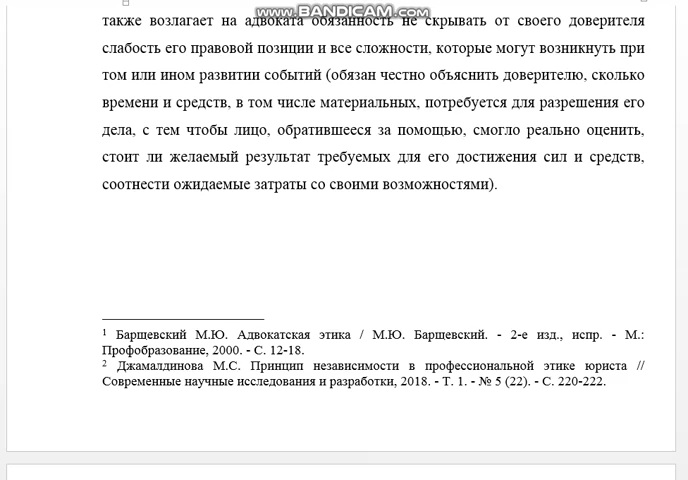 www.BANDICAM.com
также возлагает на адвоката обязанность не скрывать от своего доверителя
слабость его правовой позиции и все сложности, которые могут возникнуть при
том или ином развитии событий (обязан честно объяснить доверителю, сколько
времени и средств, в том числе материальных, потребуется для разрешения его
дела, с тем чтобы лицо, обратившееся за помощью, смогло реально оценить,
стоит ли желаемый результат требуемых для его достижения сил и средств,
соотнести ожидаемые затраты со своими возможностями).
1 Барщевский М.Ю. Адвокатская этика / М.Ю. Барщевский. - 2-е изд., испр. - М.:
Профобразование, 2000. - С. 12-18.
2 Джамалдинова М.С. Принцип независимости в профессиональной этике юриста //
Современные научные исследования и разработки, 2018. - Т. 1. - № 5 (22). - С. 220-222.